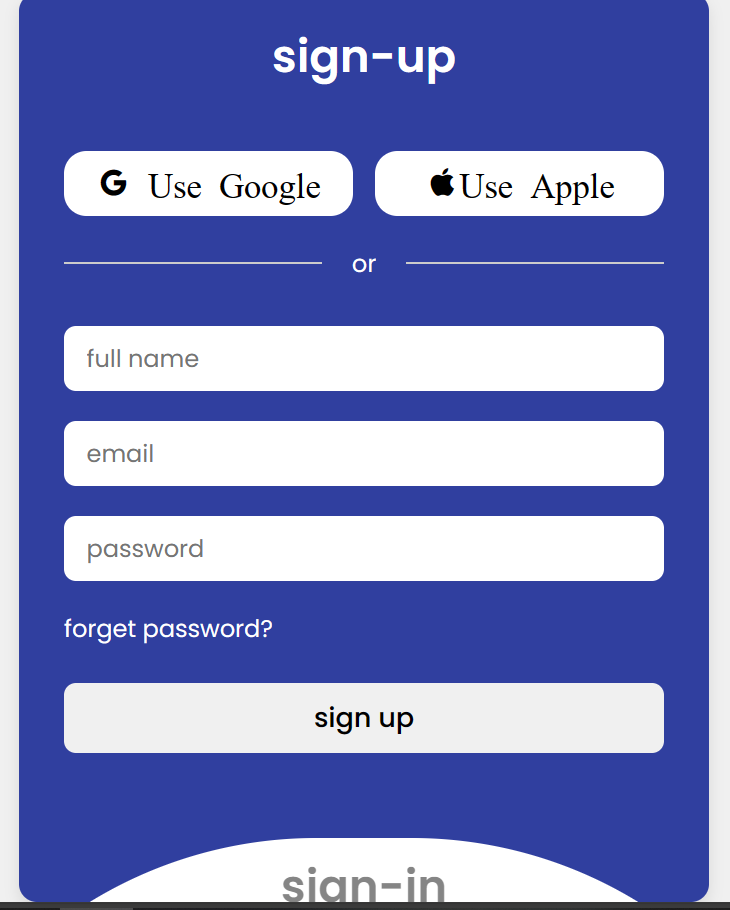 sign-up
Use Google
Use Apple
or
full name
email
password
forget password?
sign up
sign-in